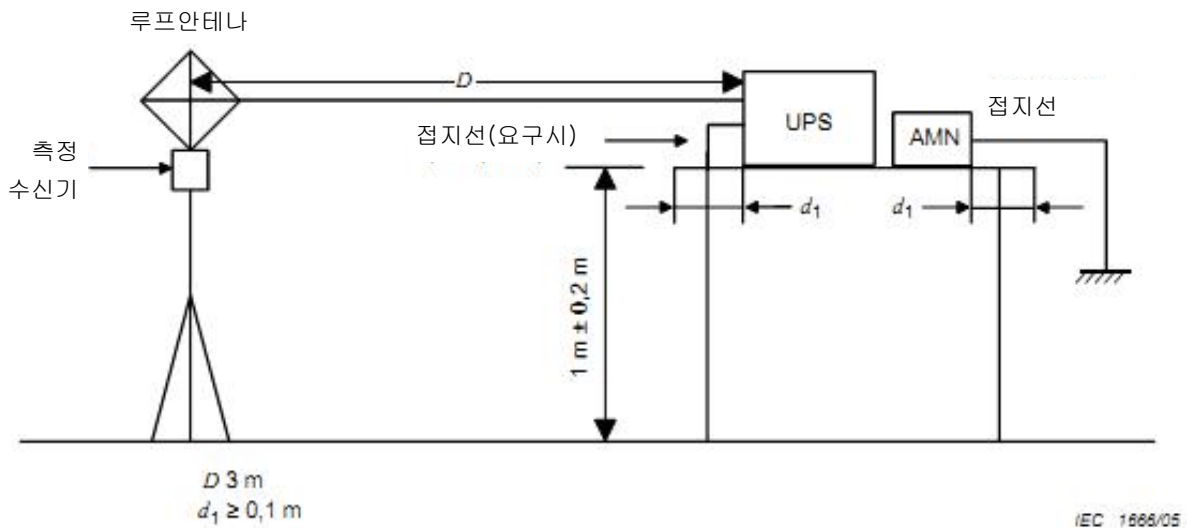 루프안테나
D
접지선(요구시)
UPS
AMN
접지선
측정
수신기
d1
d1
1 m ± 0,2 m
D 3 m
d1 ≥ 0,1 m
IEC 1666/05